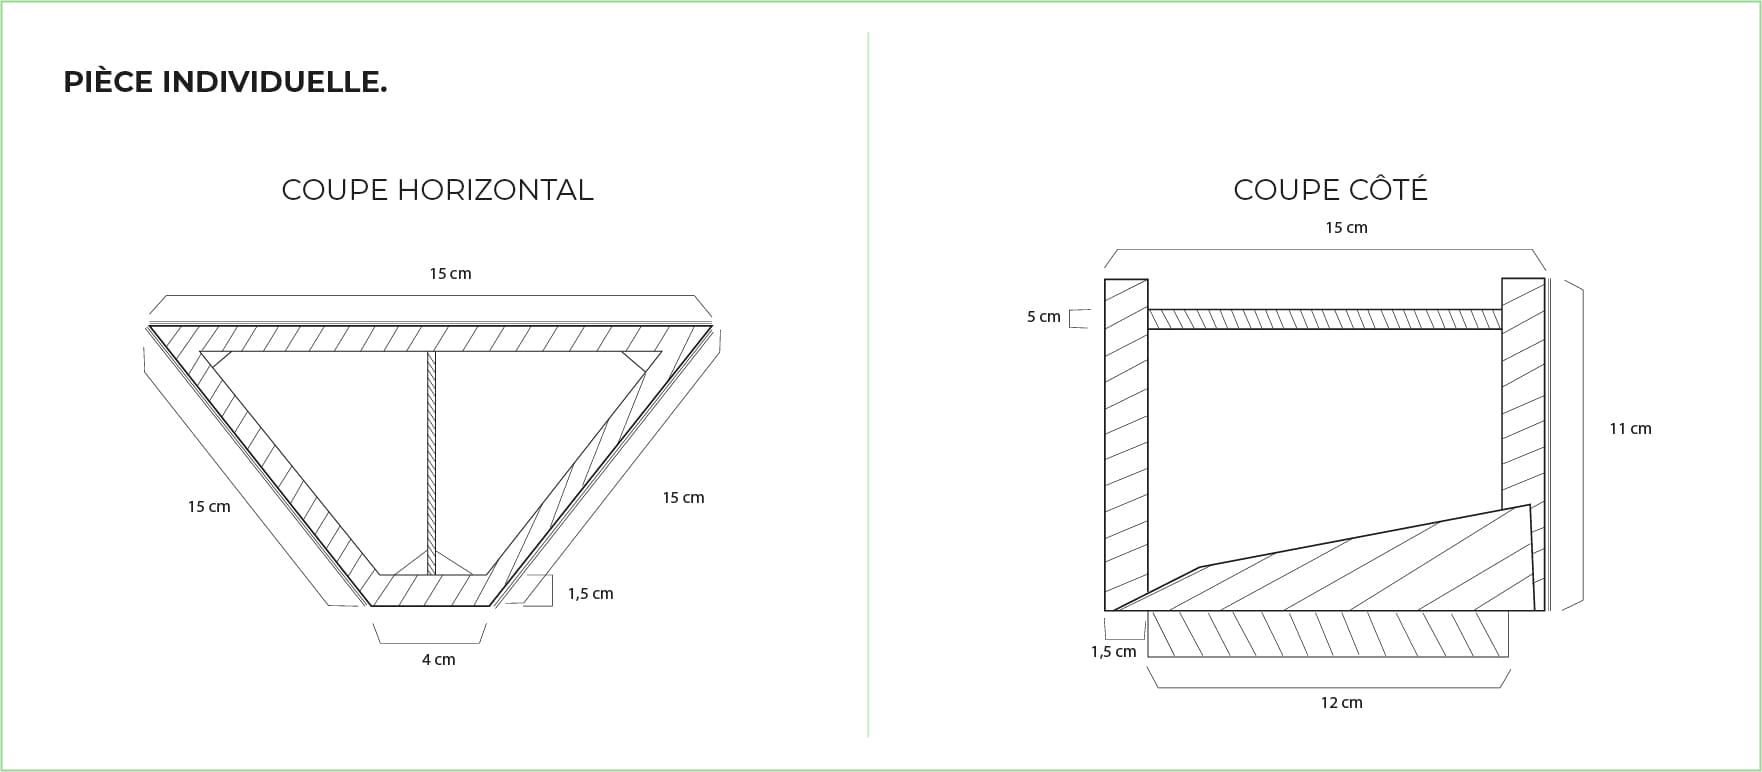 PIÈCE INDIVIDUELLE.
COUPE HORIZONTAL
15 cm
15 cm
15 cm
1,5 cm
4 cm
COUPE CÔTÉ
15 cm
5 cm
11 cm
1,5 cm
12 cm